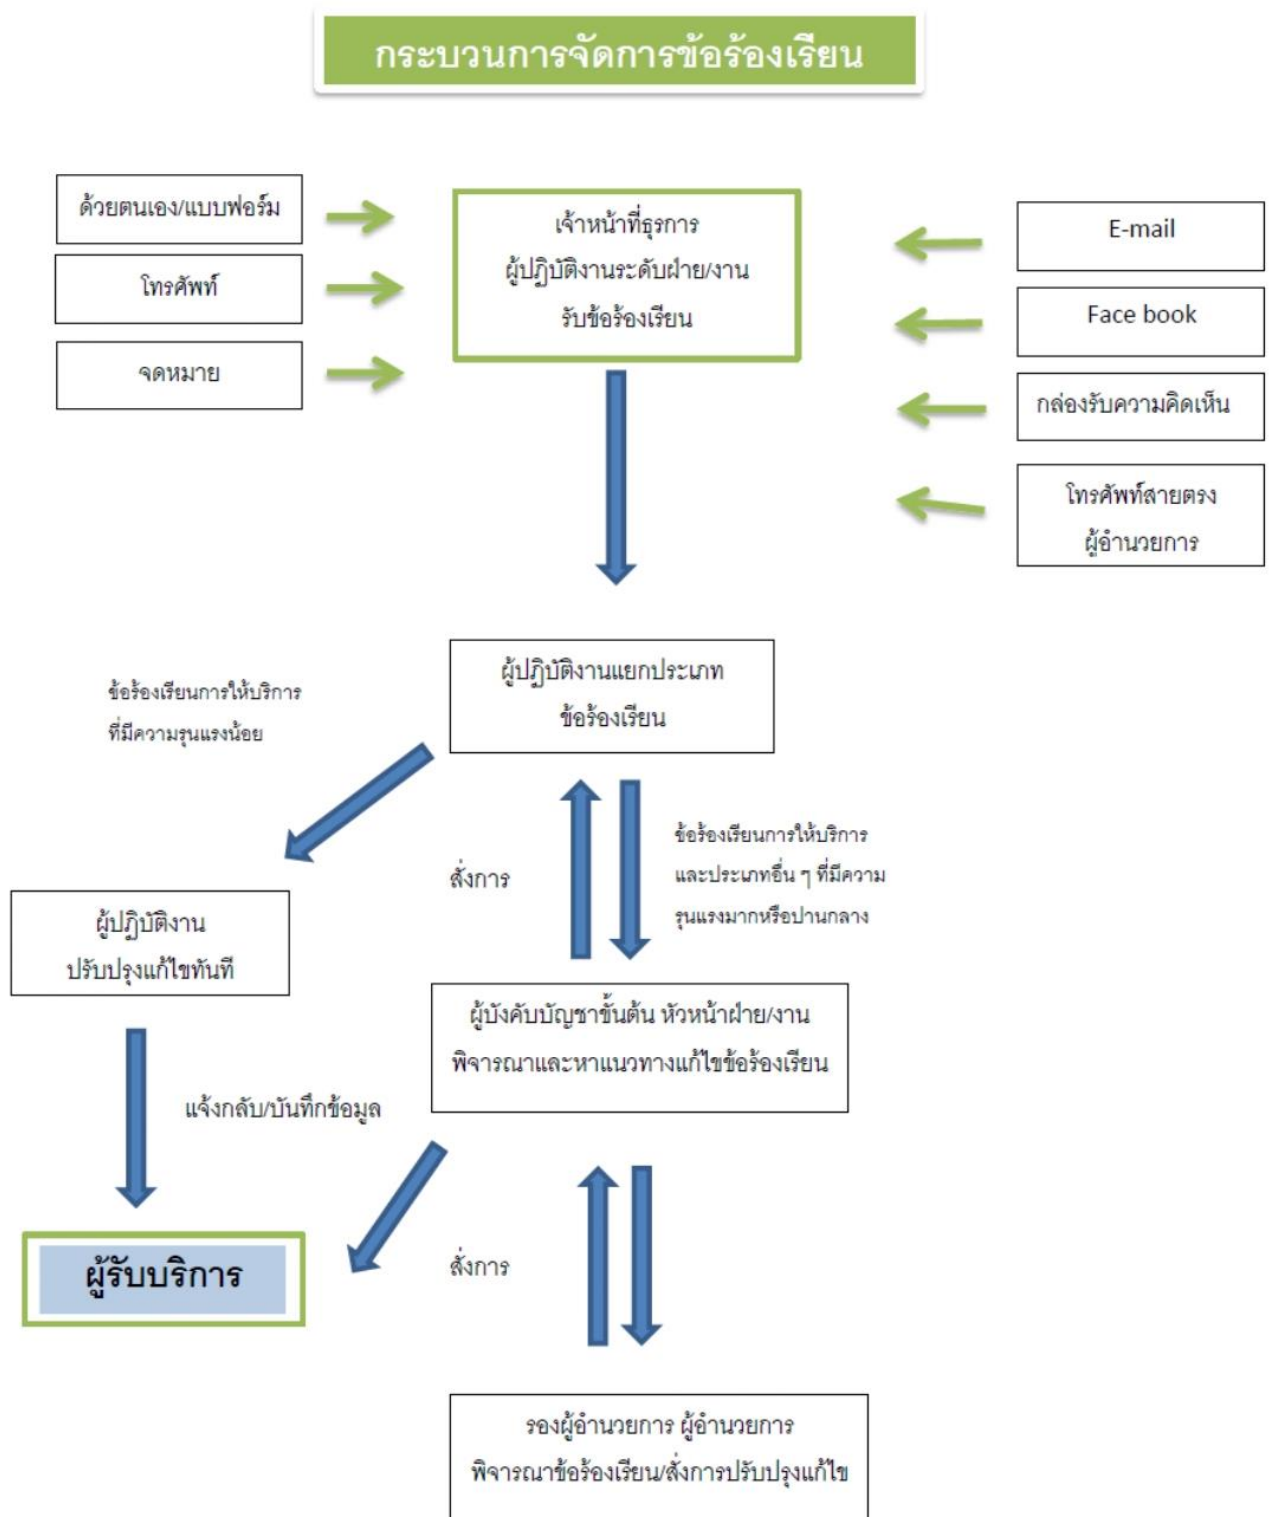 กระบวนการจัดการข้อร้องเรียน
ด้วยตนเอง/แบบฟอร์ม
โทรศัพท์
จดหมาย
เจ้าหน้าที่ธุรการ
ผู้ปฏิบัติงานระดับฝ่าย/งาน
รับข้อร้องเรียน
E-mail
Face book
กล่องรับความคิดเห็น
โทรศัพท์สายตรง
ผู้อำนวยการ
ผู้ปฏิบัติงานแยกประเภท
ข้อร้องเรียน
ข้อร้องเรียนการให้บริการ
ที่มีความรุนแรงน้อย
สั่งการ
ข้อร้องเรียนการให้บริการ
และประเภทอื่น ๆ ที่มีความ
รุนแรงมากหรือปานกลาง
ผู้ปฏิบัติงาน
ปรับปรุงแก้ไขทันที
ผู้บังคับบัญชาขั้นต้น หัวหน้าฝ่าย/งาน
พิจารณาและหาแนวทางแก้ไขข้อร้องเรียน
แจ้งกลับ/บันทึกข้อมูล
ผู้รับบริการ
สั่งการ
รองผู้อำนวยการ ผู้อำนวยการ
พิจารณาข้อร้องเรียน/สั่งการปรับปรุงแก้ไข